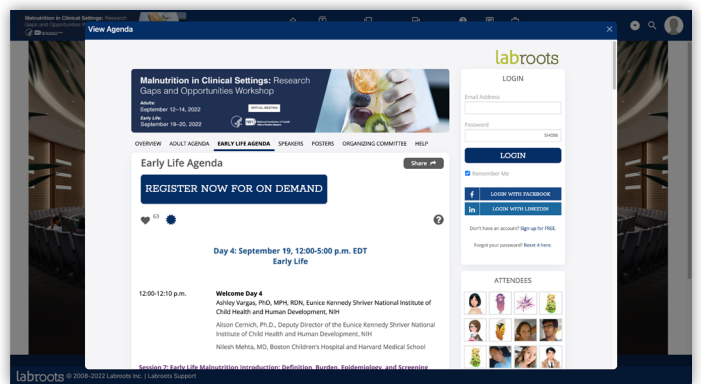 Malnutrition in Clinical Settings: Research
Gaps and Opportunities
View Agenda
×
labroots
Malnutrition in Clinical Settings: Research
Gaps and Opportunities Workshop
Adults:
September 12–14, 2022
VIRTUAL MEETING
Early Life:
September 19–20, 2022
NIH
OVERVIEW ADULT AGENDA EARLY LIFE AGENDA SPEAKERS POSTERS ORGANIZING COMMITTEE HELP
Early Life Agenda
Share
REGISTER NOW FOR ON DEMAND
63
?
Day 4: September 19, 12:00-5:00 p.m. EDT
Early Life
12:00-12:10 p.m.
Welcome Day 4
Ashley Vargas, PhD, MPH, RDN, Eunice Kennedy Shriver National Institute of
Child Health and Human Development, NIH
Alison Cernich, Ph.D., Deputy Director of the Eunice Kennedy Shriver National
Institute of Child Health and Human Development, NIH
Nilesh Mehta, MD, Boston Children's Hospital and Harvard Medical School
Session 7: Early Life Malnutrition Introduction: Definition, Burden, Epidemiology, and Screening
LOGIN
Email Address
Password
SHOW
LOGIN
Remember Me
f LOGIN WITH FACEBOOK
in LOGIN WITH LINKEDIN
Don't have an account? Sign up for FREE.
Forgot your password? Reset it here.
ATTENDEES
labroots © 2008-2022 Labroots Inc. | Labroots Support